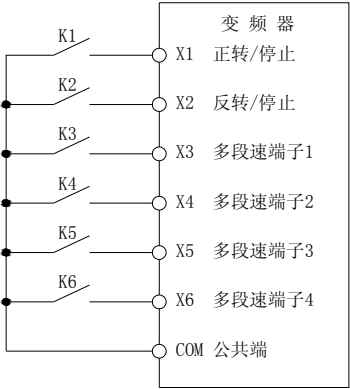 变频器
K1
X1 正转/停止
K2
X2 反转/停止
K3
X3 多段速端子1
K4
X4 多段速端子2
K5
X5 多段速端子3
K6
X6 多段速端子4
COM 公共端